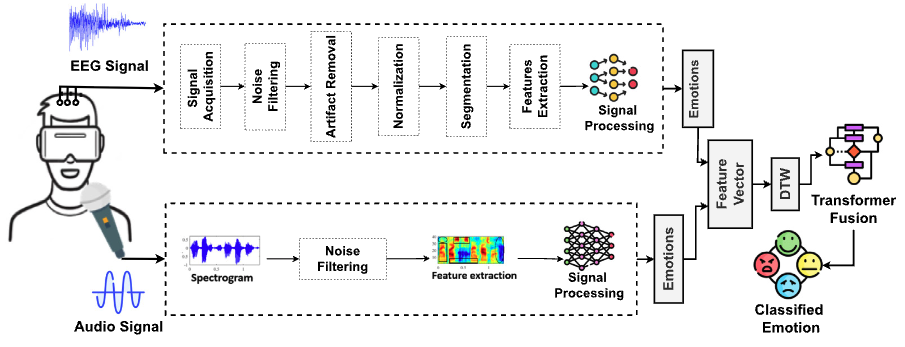 EEG Signal
Signal
Acquisition
Noise
Filtering
Artifact Removal
Normalization
Segmentation
Features
Extraction
Signal
Processing
Emotions
Feature
Vector
DTW
Transformer
Fusion
Classified
Emotion
Audio Signal
Spectrogram
Noise
Filtering
Feature extraction
Signal
Processing
Emotions